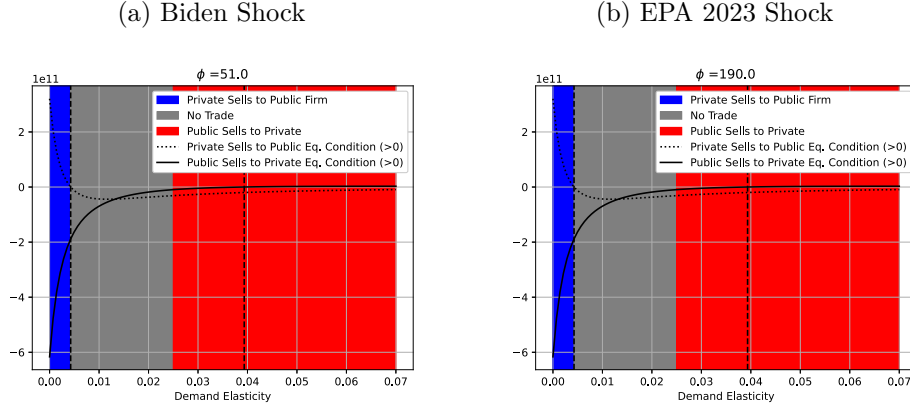 (a) Biden Shock
(b) EPA 2023 Shock
1e11
ϕ =51.0
Private Sells to Public Firm
No Trade
Public Sells to Private
Private Sells to Public Eq. Condition (>0)
Public Sells to Private Eq. Condition (>0)
2
0
−2
−4
−6
0.00 0.01 0.02 0.03 0.04 0.05 0.06 0.07
Demand Elasticity
1e11
ϕ =190.0
Private Sells to Public Firm
No Trade
Public Sells to Private
Private Sells to Public Eq. Condition (>0)
Public Sells to Private Eq. Condition (>0)
2
0
−2
−4
−6
0.00 0.01 0.02 0.03 0.04 0.05 0.06 0.07
Demand Elasticity